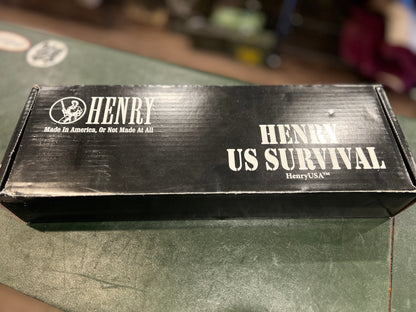 HENRY
Made In America, Or Not Made At All
HENRY
US SURVIVAL
HenryUSA™